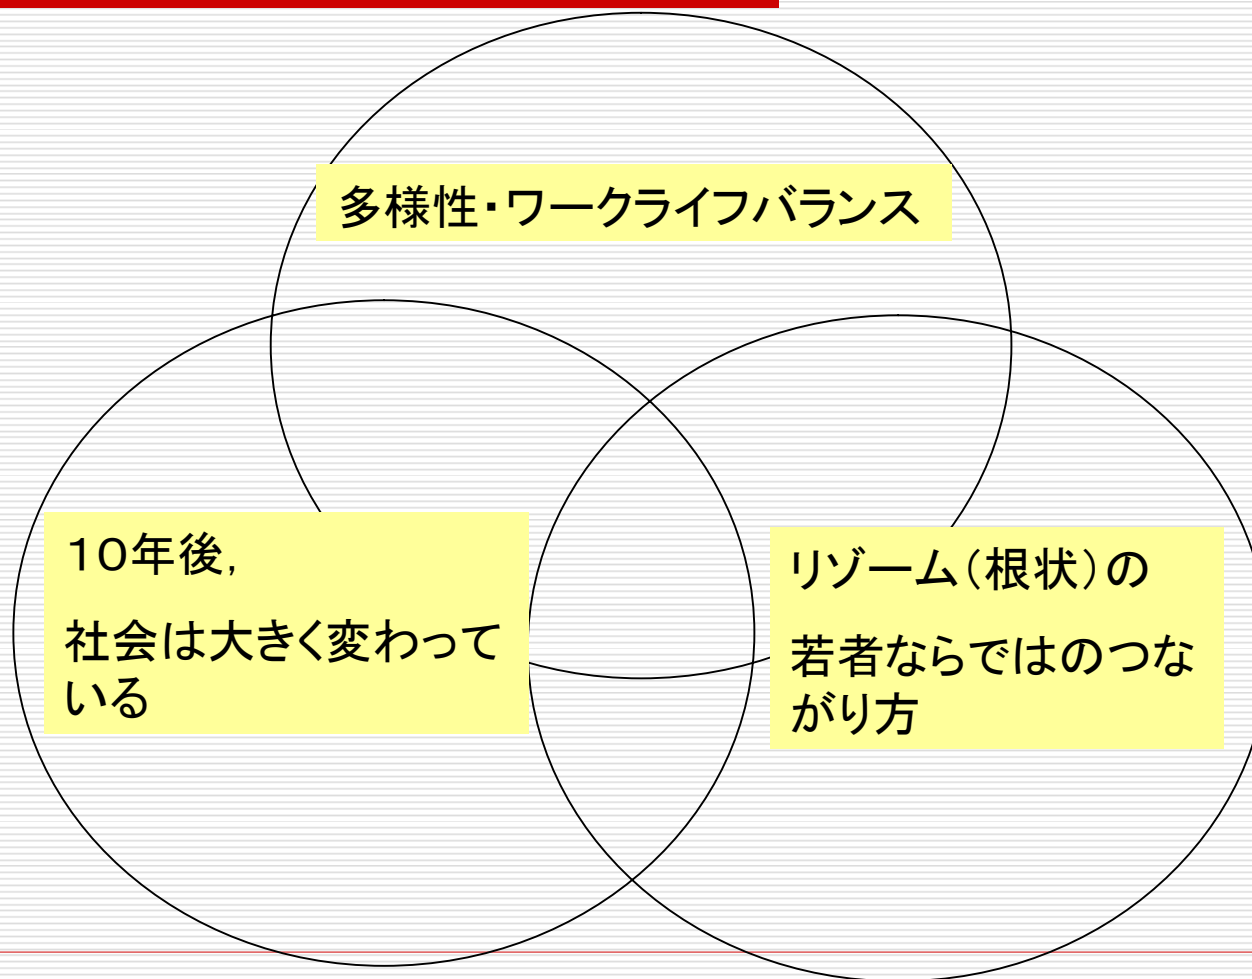 多様性・ワークライフバランス
１０年後，
社会は大きく変わって
いる
リゾーム（根状）の
若者ならではのつな
がり方